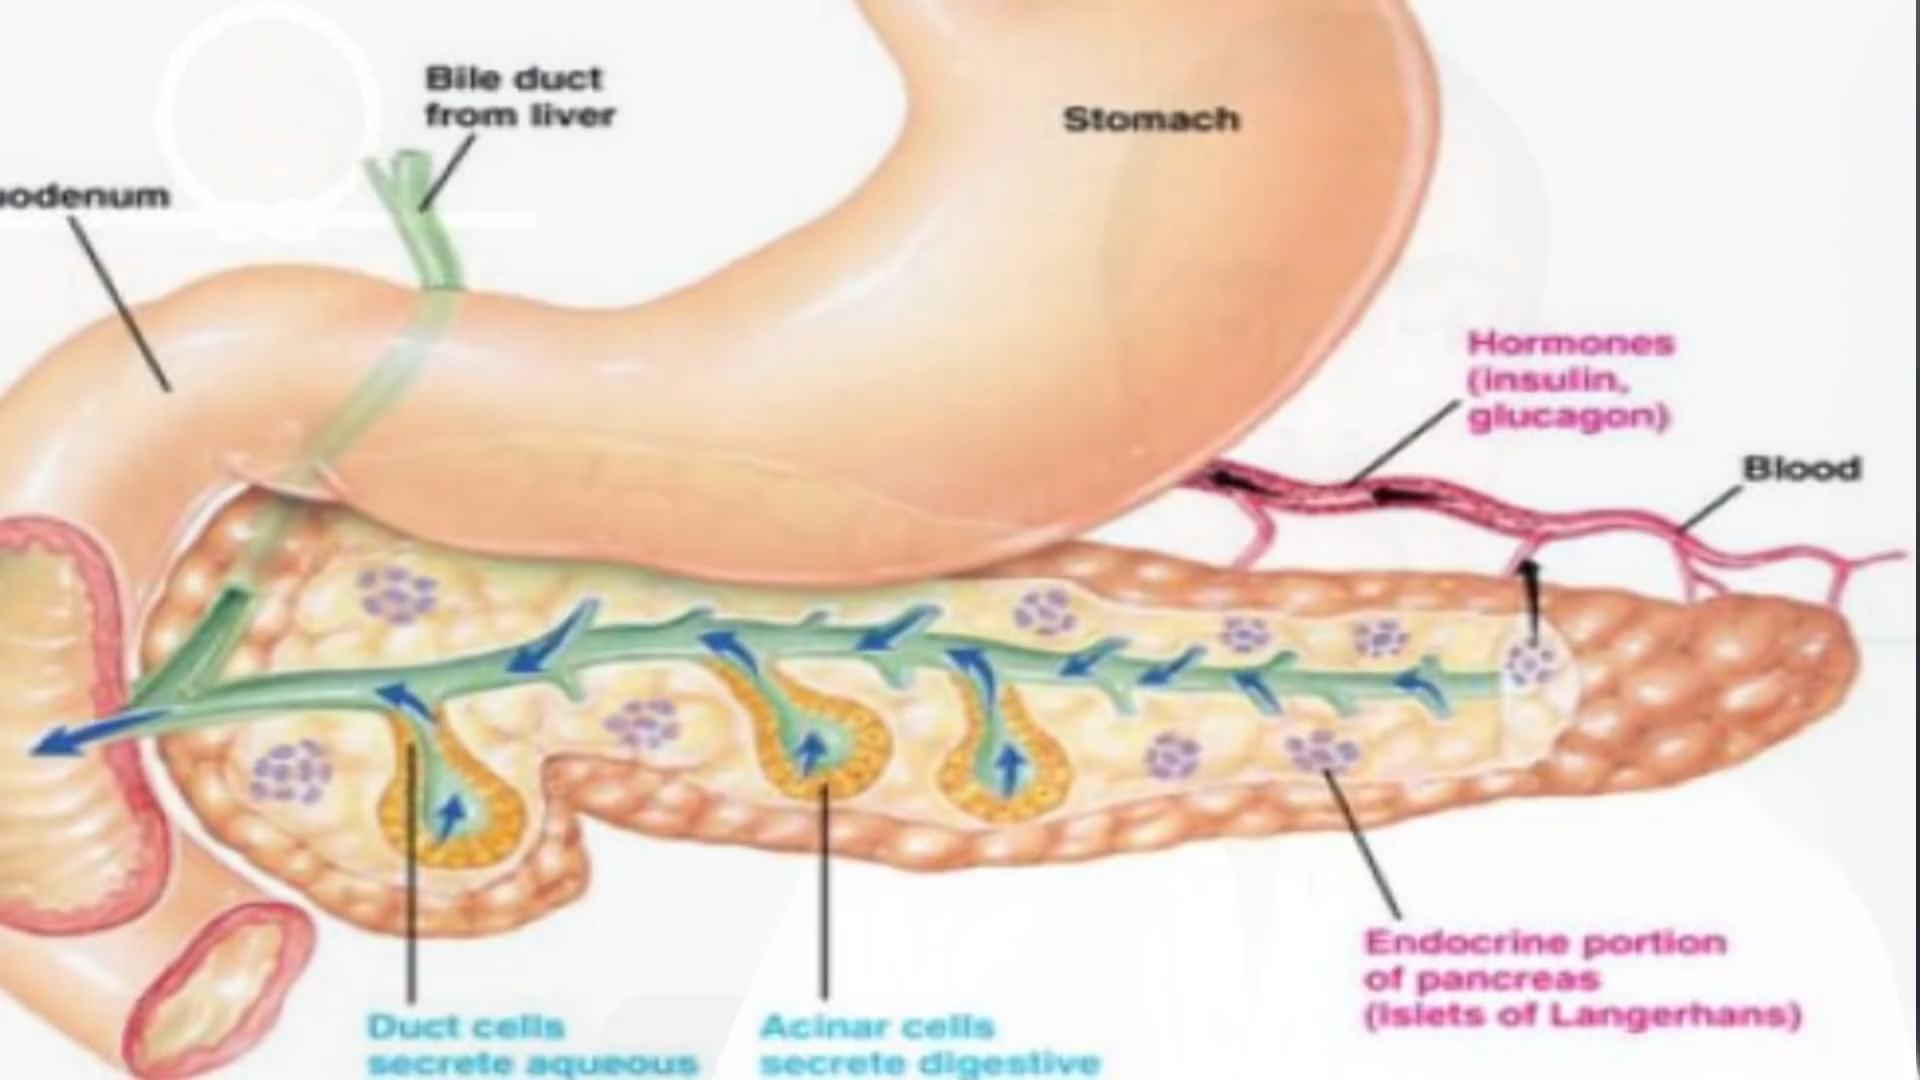 Bile duct
from liver
Stomach
uodenum
Hormones
(insulin,
glucagon)
Blood
Endocrine portion
of pancreas
(Islets of Langerhans)
Duct cells
secrete aqueous
Acinar cells
secrete digestive